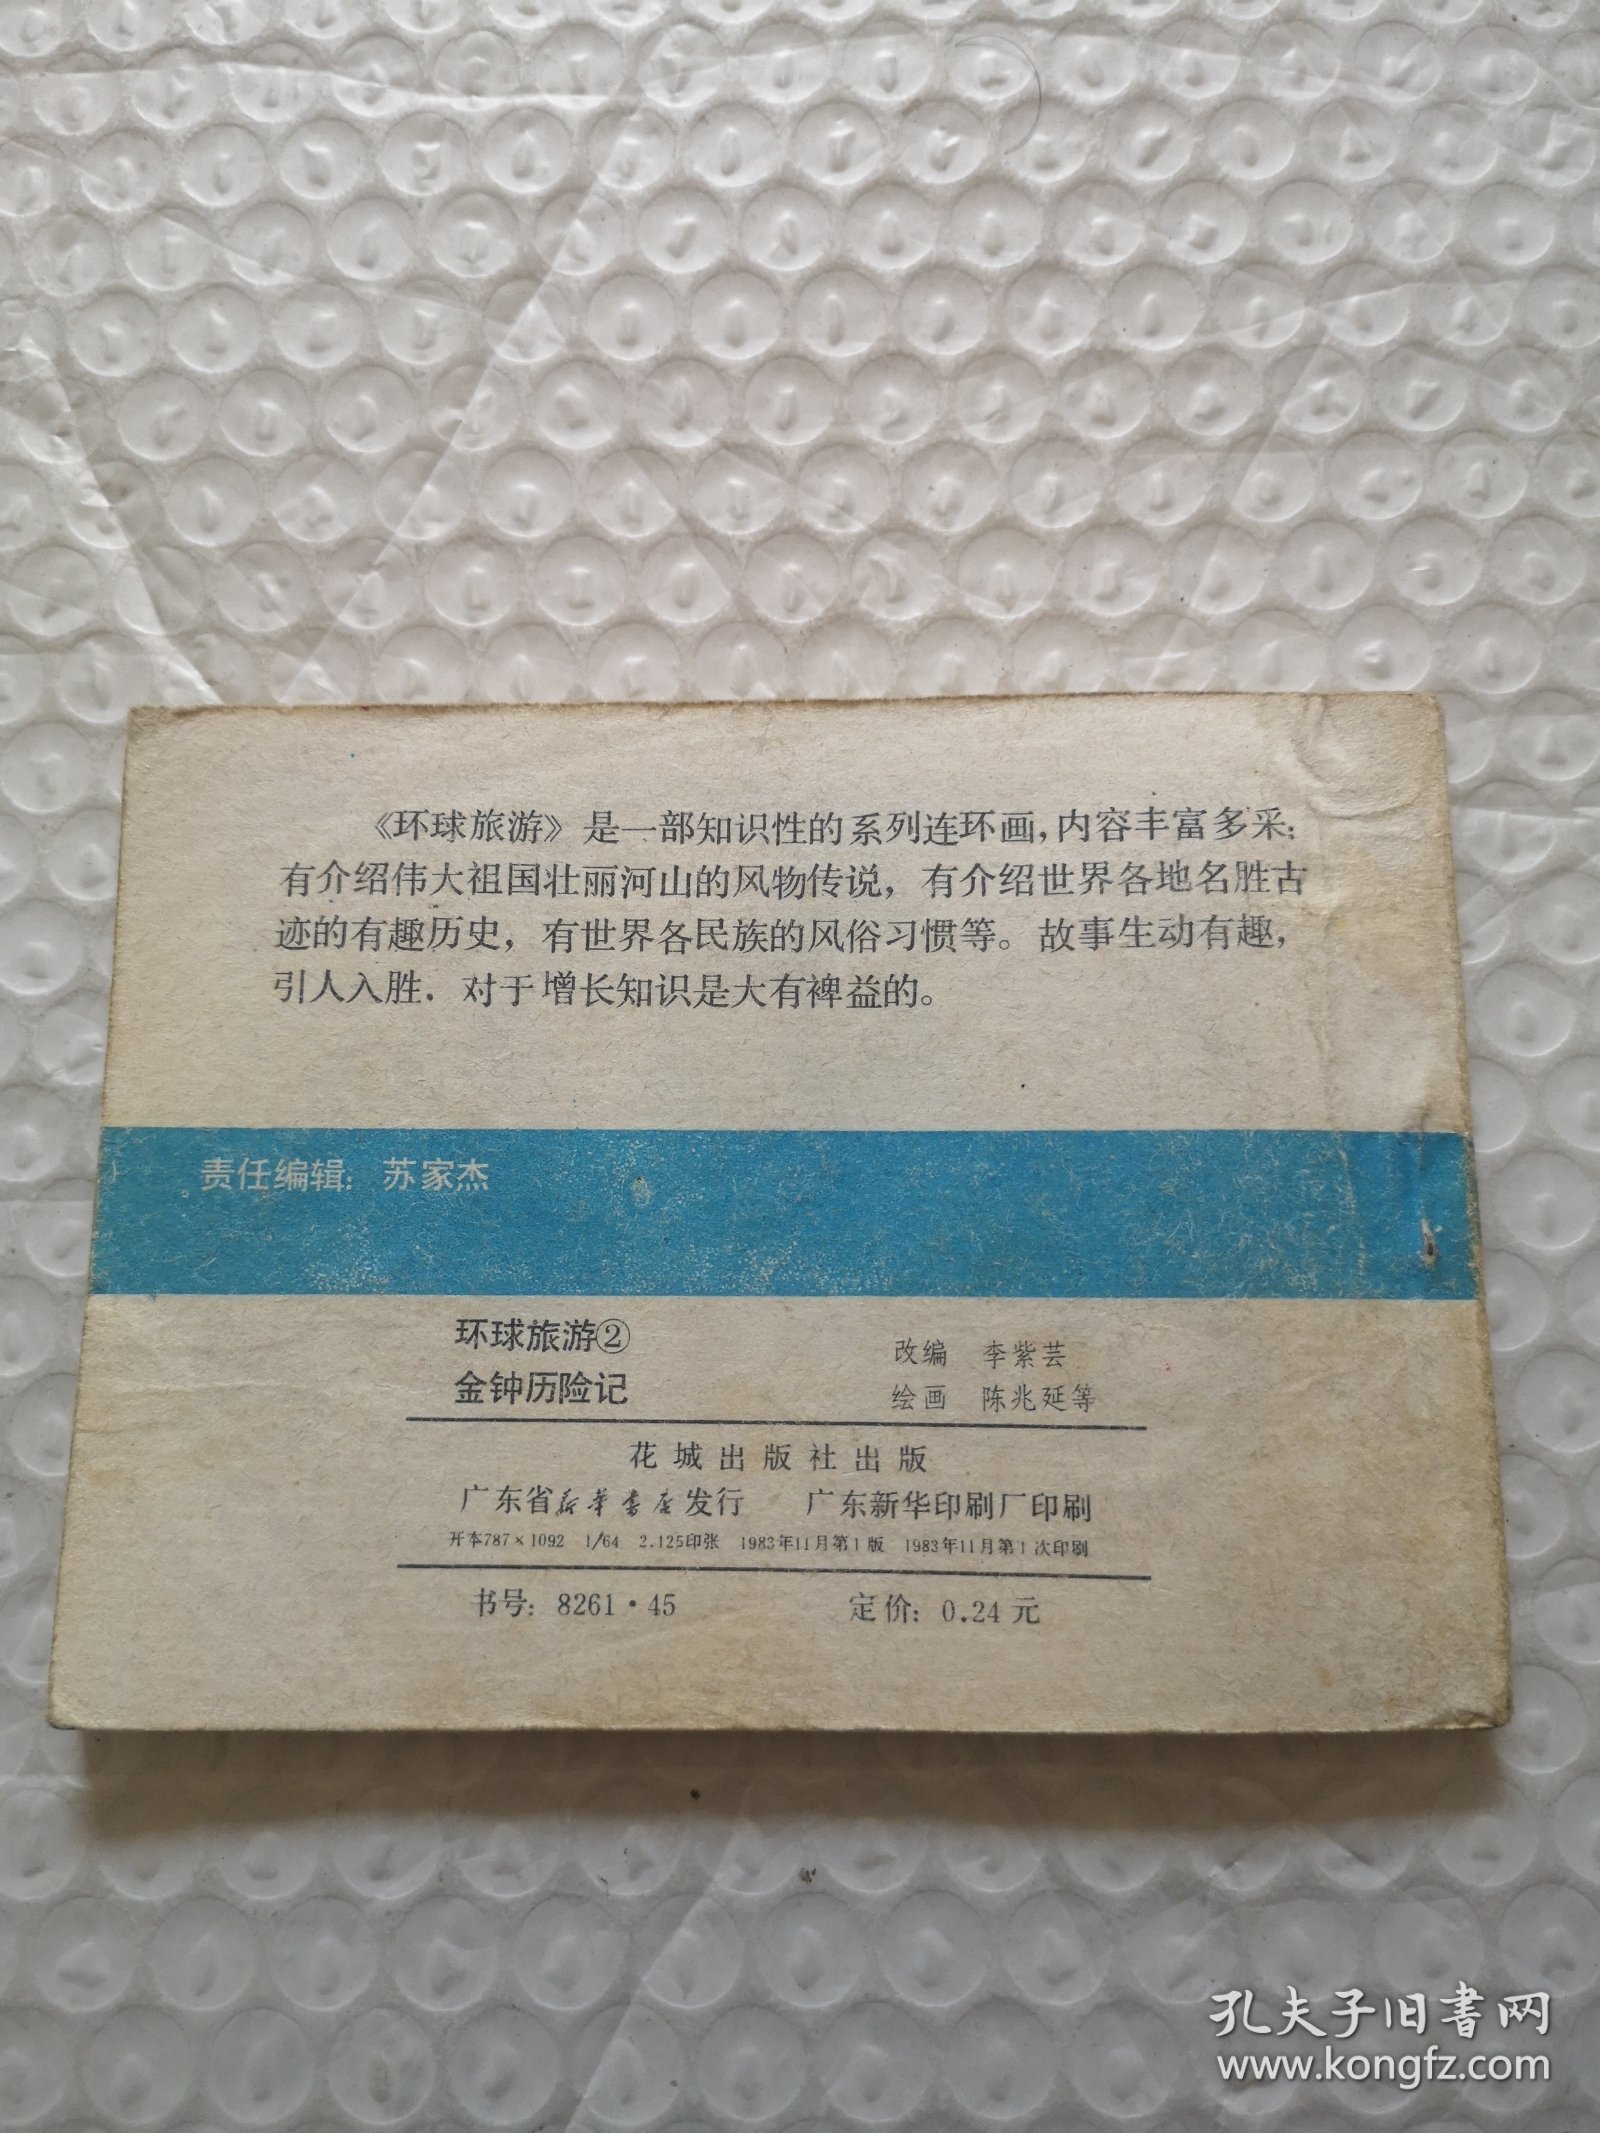 《环球旅游》是一部知识性的系列连环画，内容丰富多采：
有介绍伟大祖国壮丽河山的风物传说，有介绍世界各地名胜古
迹的有趣历史，有世界各民族的风俗习惯等。故事生动有趣，
引人入胜，对于增长知识是大有裨益的。
责任编辑：苏家杰
环球旅游②
金钟历险记
改编　李紫芸
绘画　陈兆延等
花城出版社出版
广东省新华书店发行　广东新华印刷厂印刷
开本787×1092　1/64　2.125印张　1983年11月第1版　1983年11月第1次印刷
书号：8261·45　定价：0.24元
孔夫子旧书网
www.kongfz.com